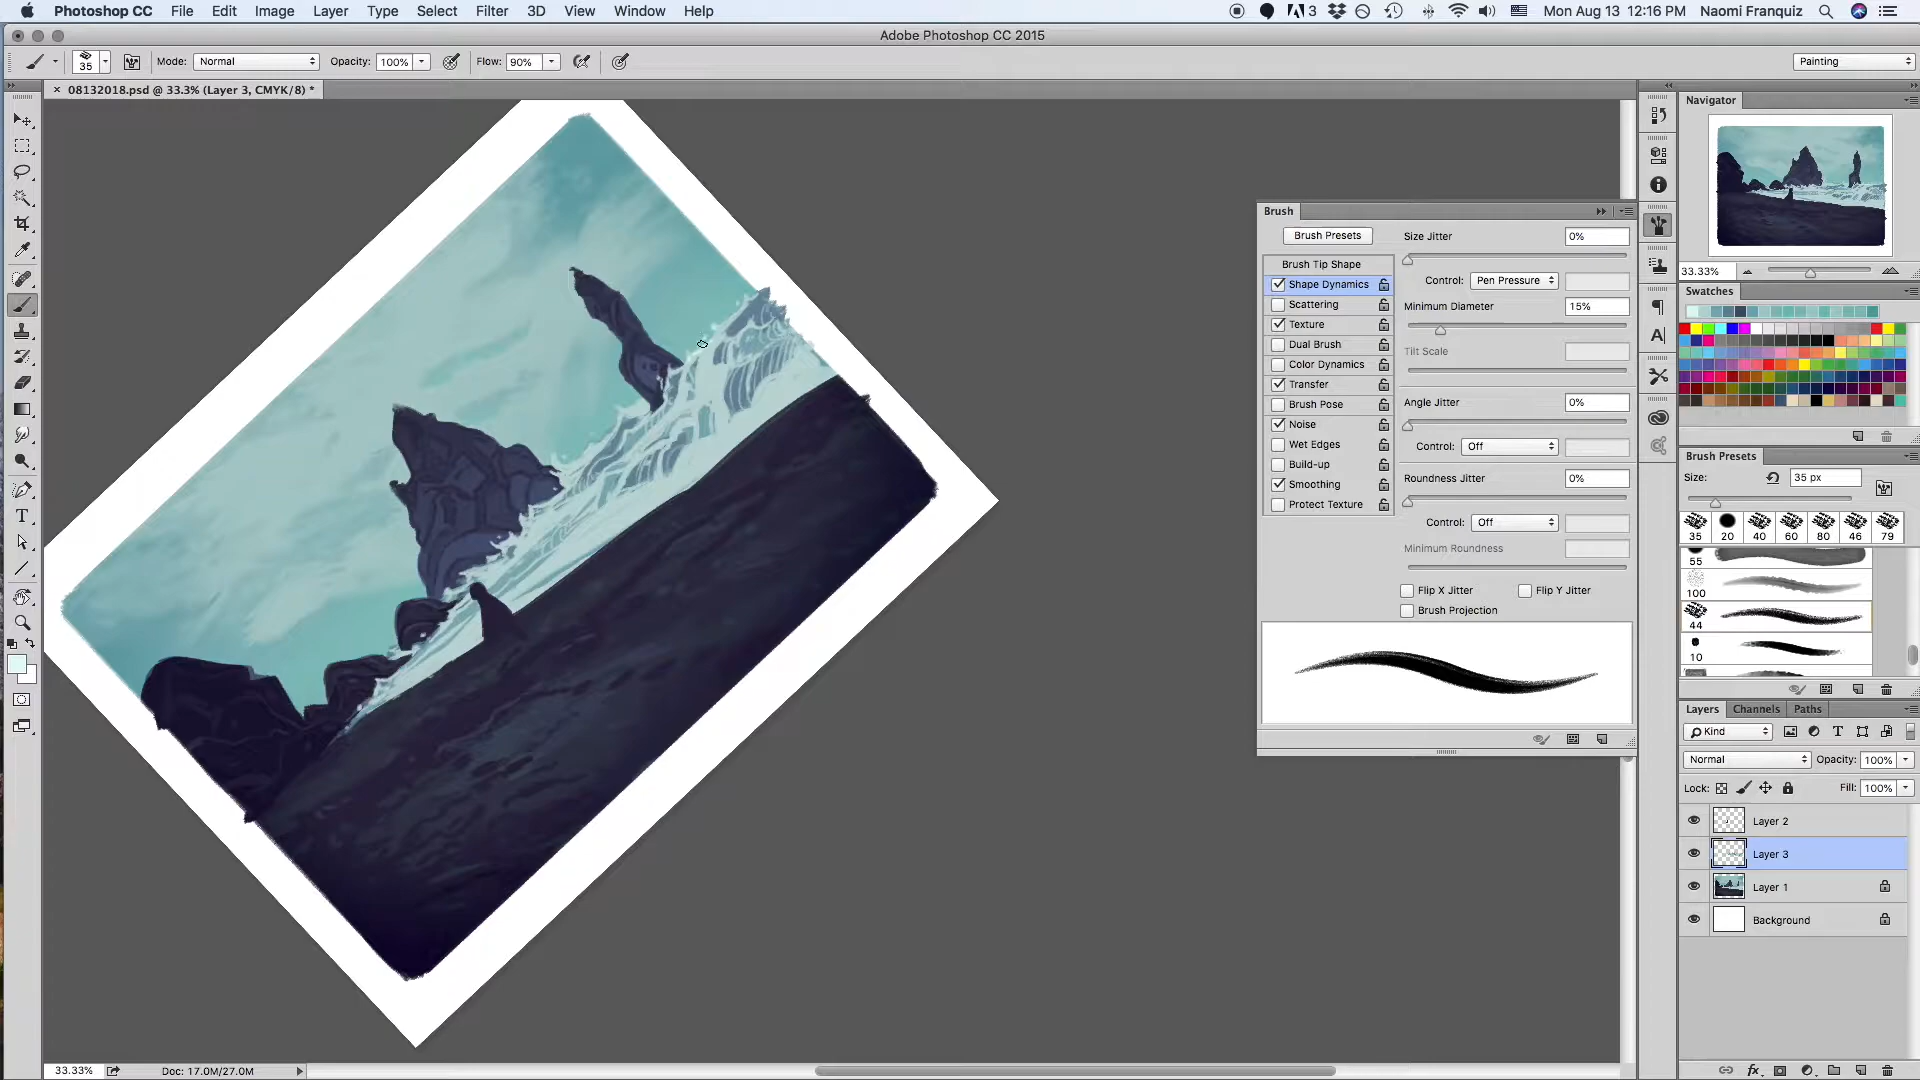 Photoshop CC File Edit Image Layer Type Select Filter 3D View Window Help 3 Mon Aug 13 12:16 PM Naomi Franquiz
Adobe Photoshop CC 2015
35 Mode: Normal Opacity: 100% Flow: 90% Painting
× 08132018.psd @ 33.3% (Layer 3, CMYK/8) *
Navigator
33.33%
Swatches
Brush
Brush Presets
Brush Tip Shape
Shape Dynamics
Scattering
Texture
Dual Brush
Color Dynamics
Transfer
Brush Pose
Noise
Wet Edges
Build-up
Smoothing
Protect Texture
Size Jitter 0%
Control: Pen Pressure
Minimum Diameter 15%
Tilt Scale
Angle Jitter 0%
Control: Off
Roundness Jitter 0%
Control: Off
Minimum Roundness
Flip X Jitter Flip Y Jitter
Brush Projection
Brush Presets
Size: 35 px
35 20 40 60 80 46 79
55
100
44
10
Layers Channels Paths
Kind
Normal Opacity: 100%
Lock: Fill: 100%
Layer 2
Layer 3
Layer 1
Background
33.33% Doc: 17.0M/27.0M